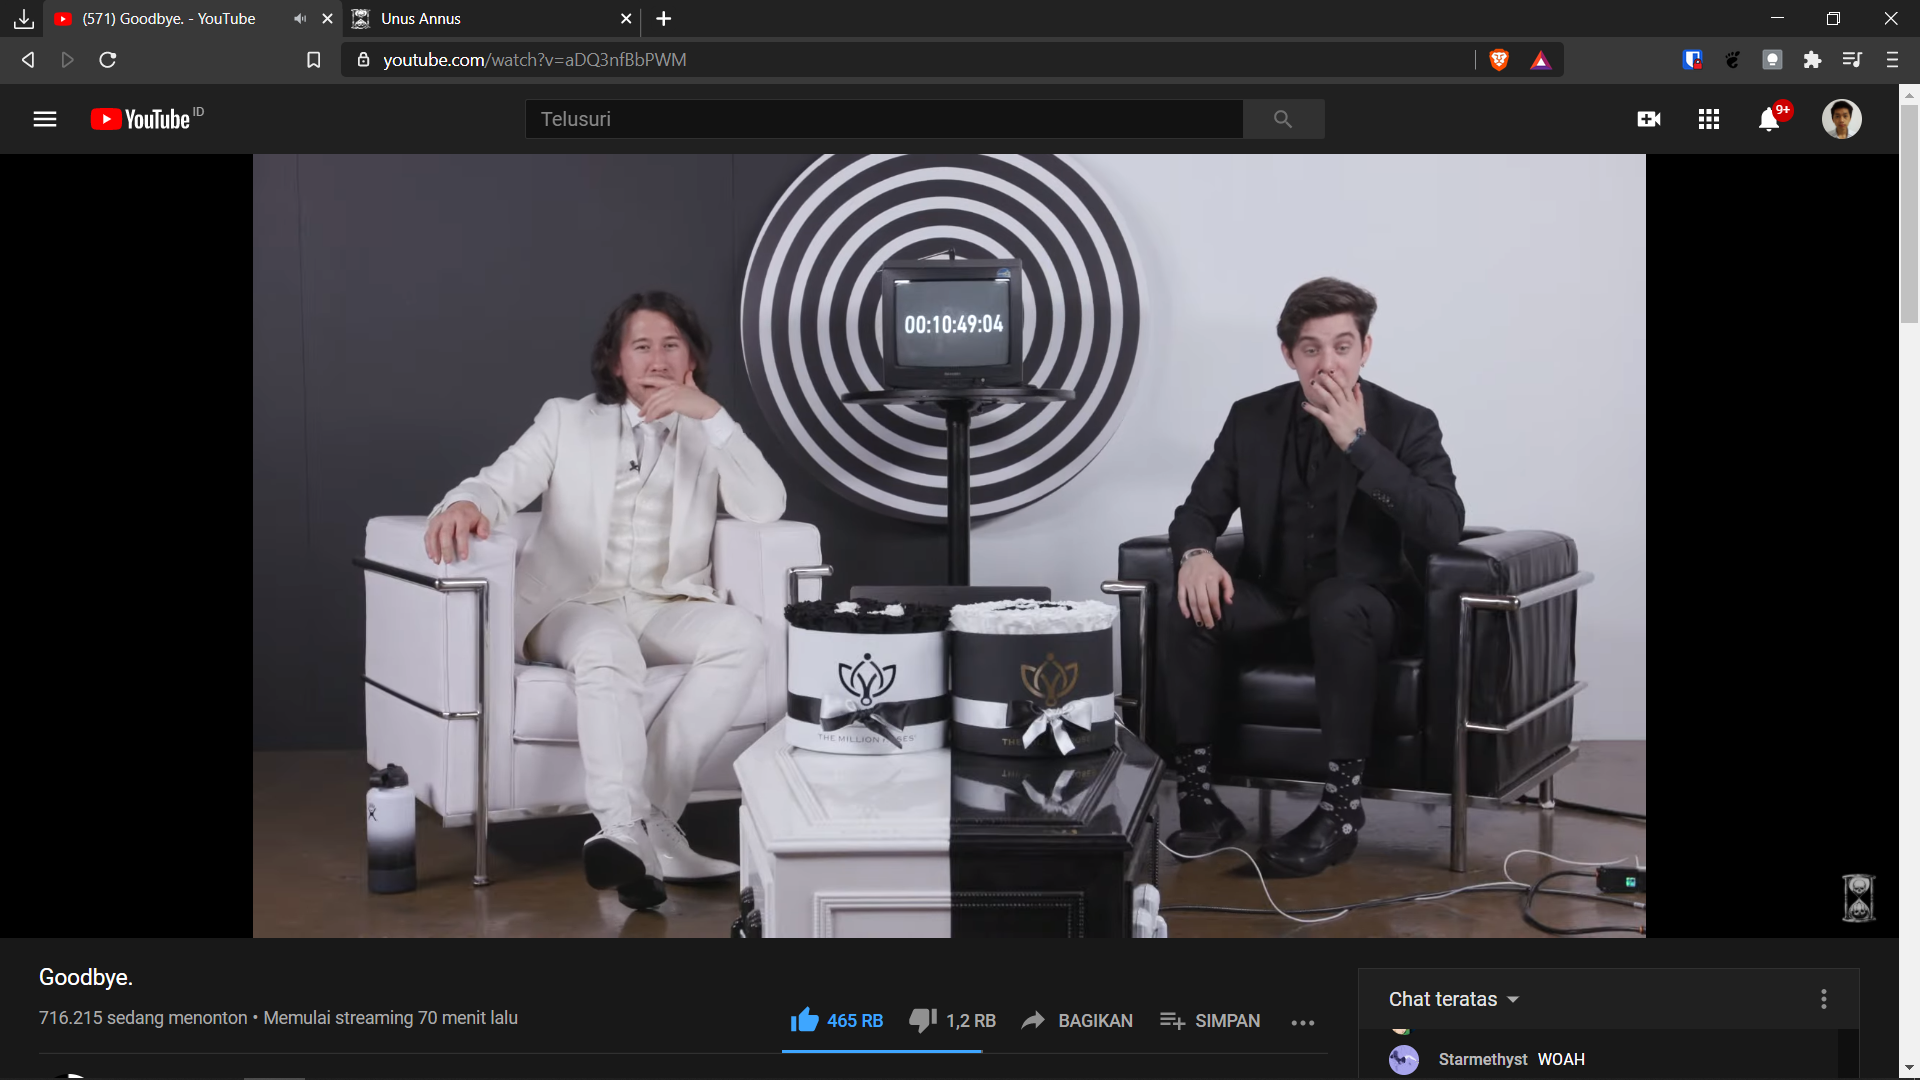 (571) Goodbye. - YouTube
Unus Annus
youtube.com/watch?v=aDQ3nfBbPWM
YouTube ID
Telusuri
9+
00:10:49:04
THE MILLION
Goodbye.
716.215 sedang menonton • Memulai streaming 70 menit lalu
465 RB
1,2 RB
BAGIKAN
SIMPAN
Chat teratas
Starmethyst WOAH